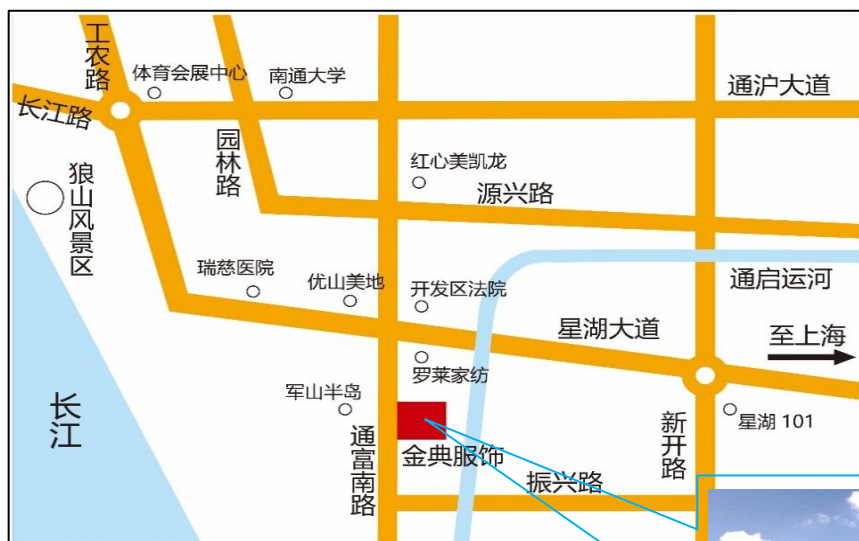 工农路
体育会展中心
南通大学
通沪大道
长江路
园林路
红心美凯龙
源兴路
狼山风景区
瑞慈医院
优山美地
开发区法院
通启运河
星湖大道
至上海
罗莱家纺
军山半岛
长江
星湖 101
通富南路
金典服饰
新开路
振兴路